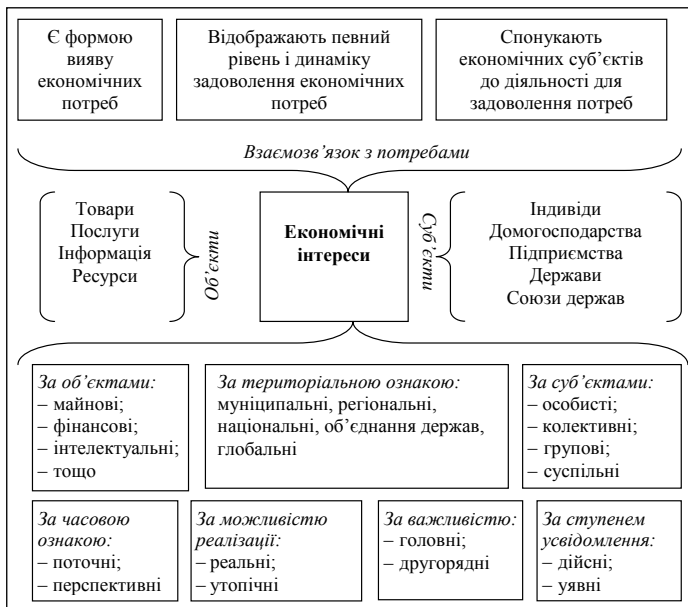 Є формою
вияву
економічних
потреб
Відображають певний
рівень і динаміку
задоволення економічних
потреб
Спонукають
економічних суб’єктів
до діяльності для
задоволення потреб
Взаємозв’язок з потребами
Товари
Послуги
Інформація
Ресурси
Об’єкти
Економічні
інтереси
Суб’єкти
Індивіди
Домогосподарства
Підприємства
Держави
Союзи держав
За об’єктами:
– майнові;
– фінансові;
– інтелектуальні;
– тощо
За територіальною ознакою:
муніципальні, регіональні,
національні, об’єднання держав,
глобальні
За суб’єктами:
– особисті;
– колективні;
– групові;
– суспільні
За часовою
ознакою:
– поточні;
– перспективні
За можливістю
реалізації:
– реальні;
– утопічні
За важливістю:
– головні;
– другорядні
За ступенем
усвідомлення:
– дійсні;
– уявні